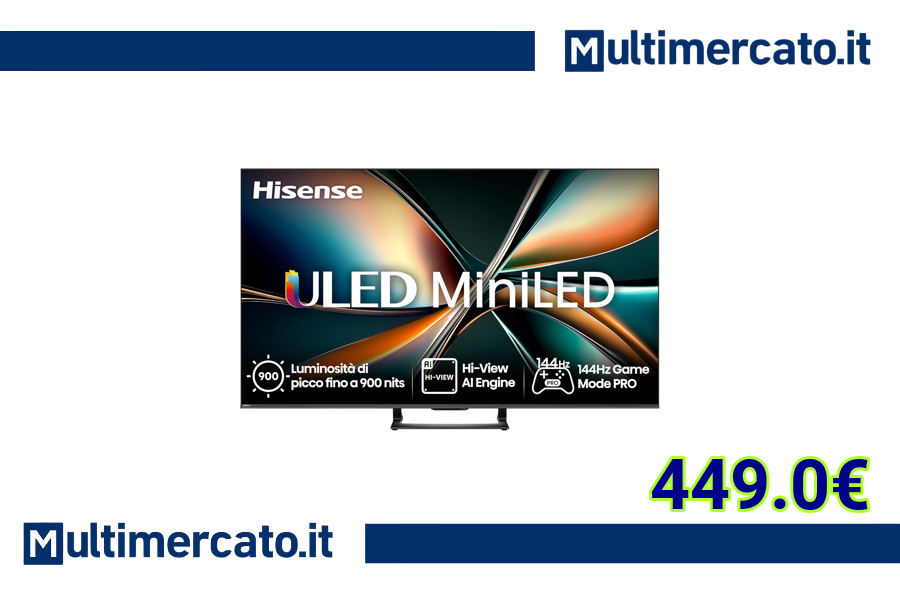 Multimercato.it
Hisense
ULED MiniLED
900
Luminosità di
picco fino a 900 nits
AI
HI-VIEW
Hi-View
AI Engine
144Hz
PRO
144Hz Game
Mode PRO
449.0€
Multimercato.it